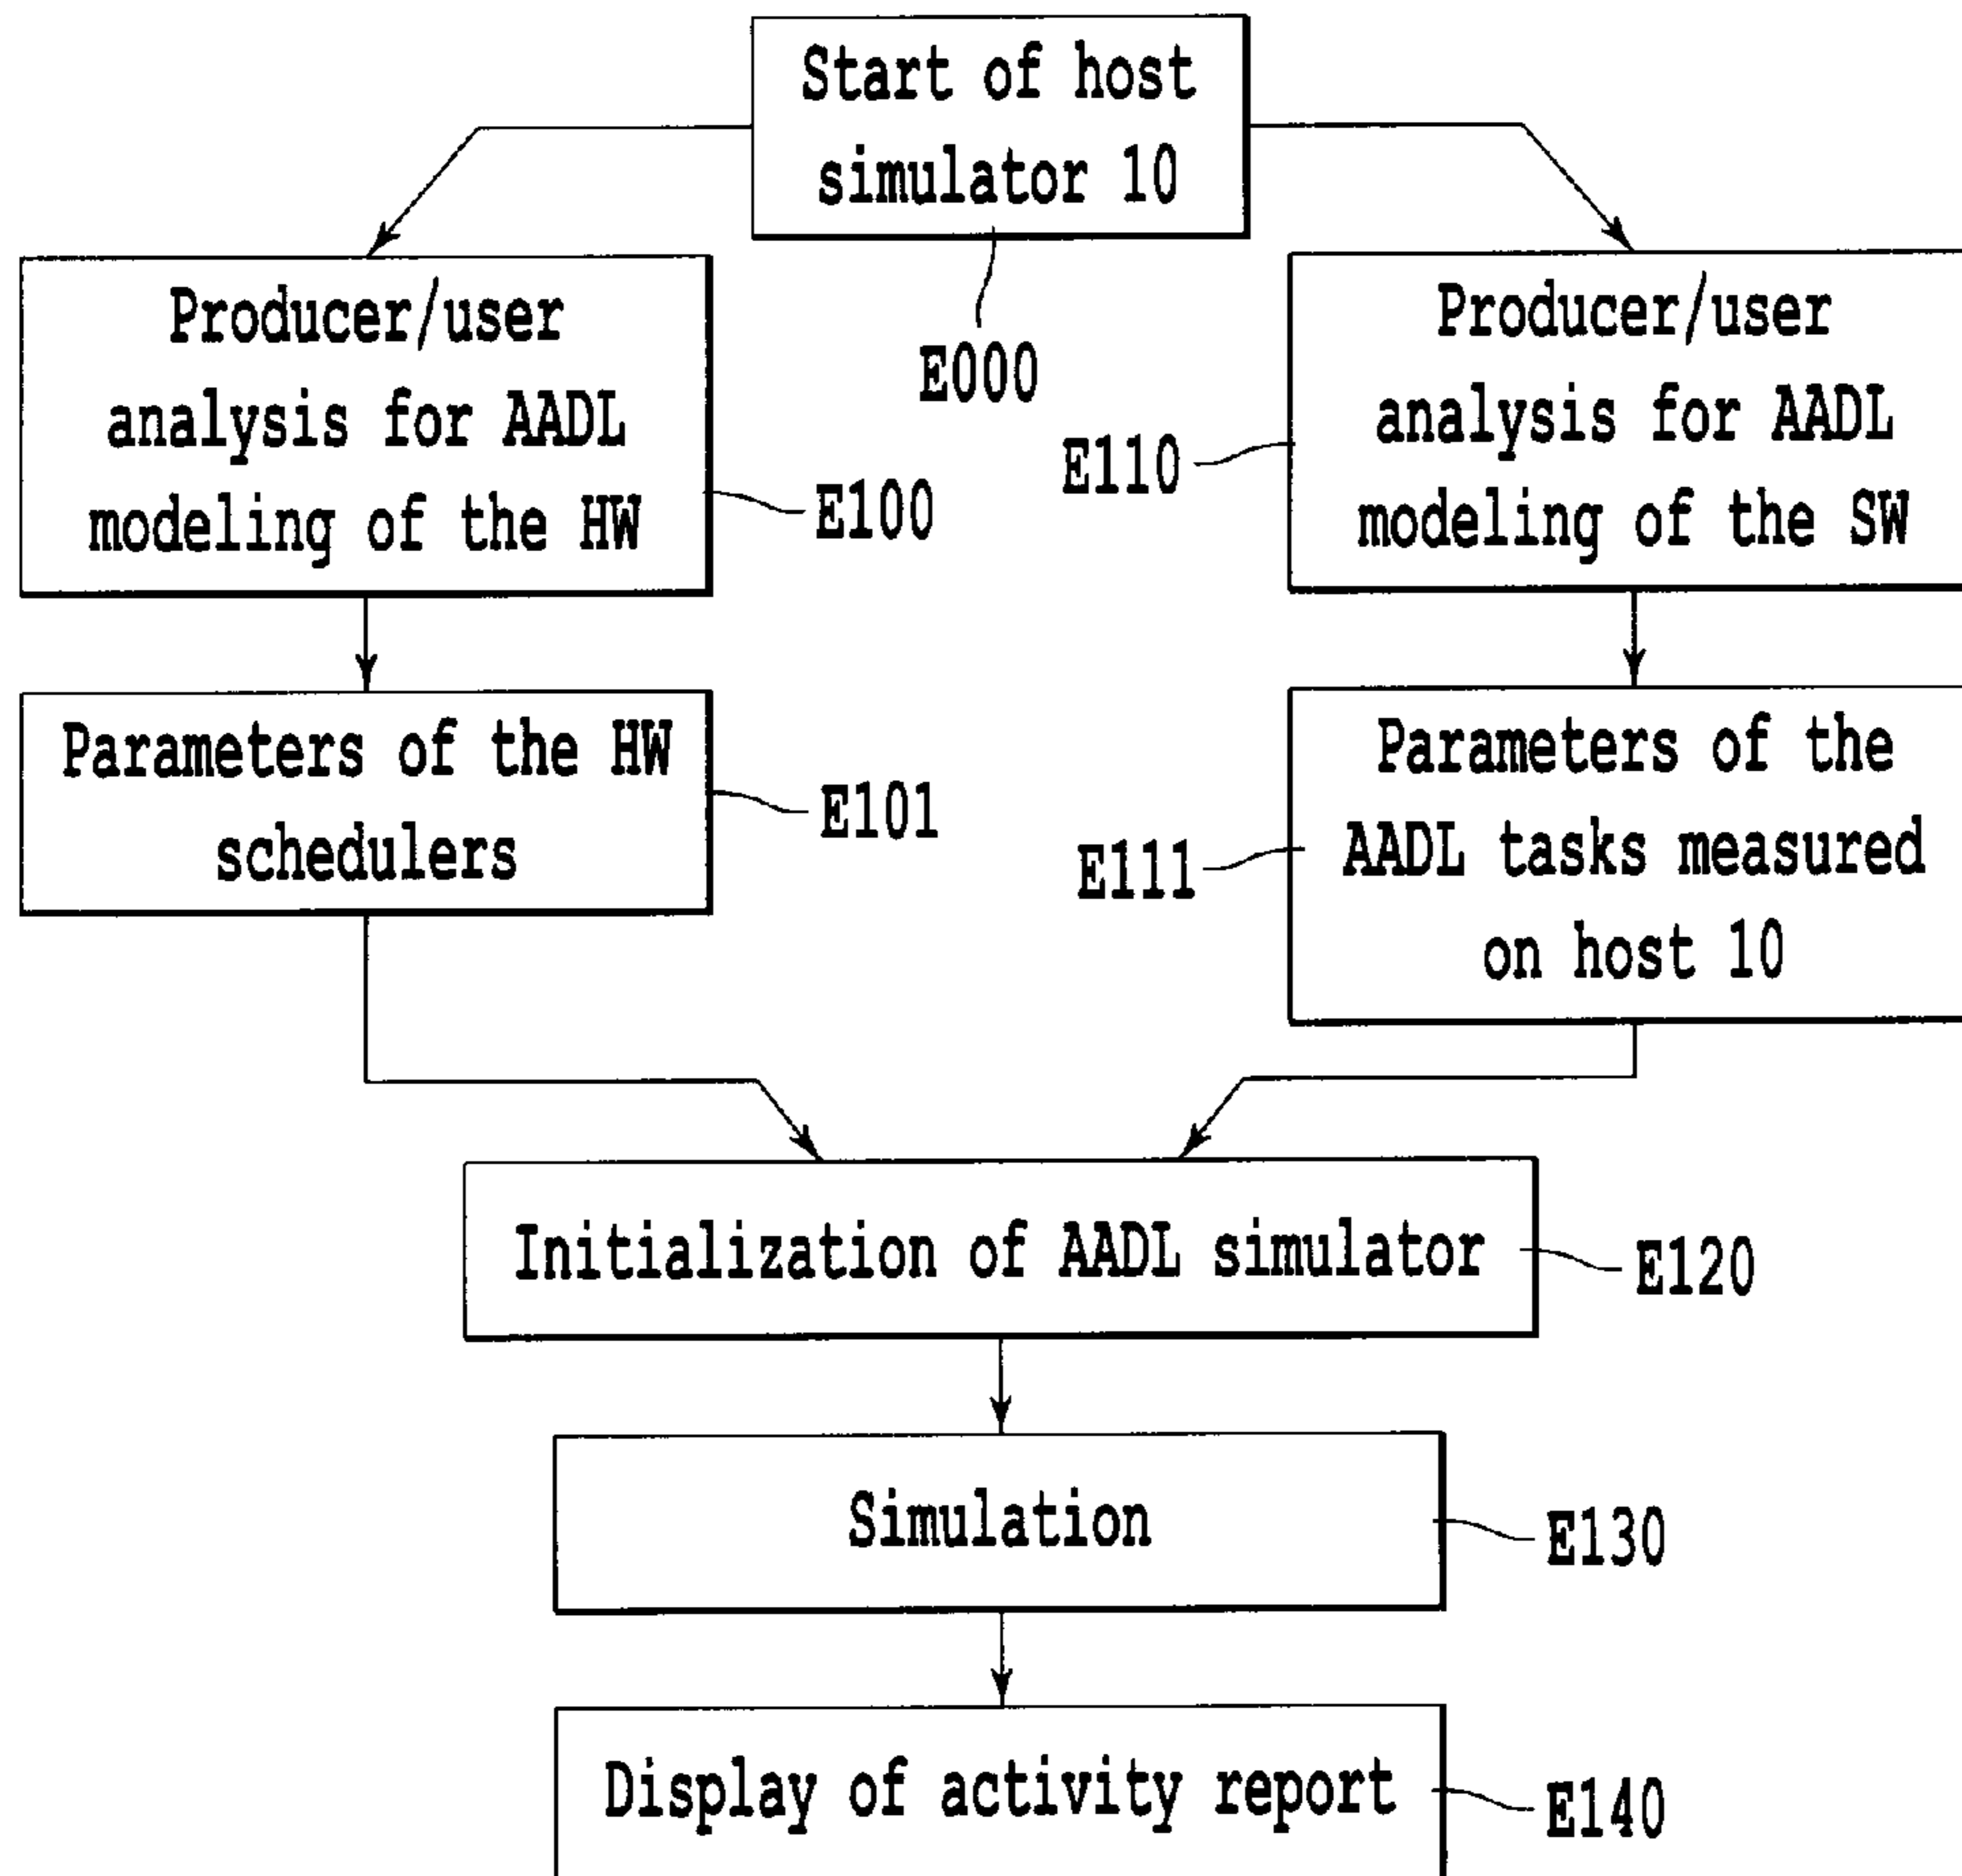 Start of host
simulator 10
E000
Producer/user
analysis for AADL
modeling of the HW
E100
Producer/user
analysis for AADL
modeling of the SW
E110
Parameters of the HW
schedulers
E101
Parameters of the
AADL tasks measured
on host 10
E111
Initialization of AADL simulator
E120
Simulation
E130
Display of activity report
E140